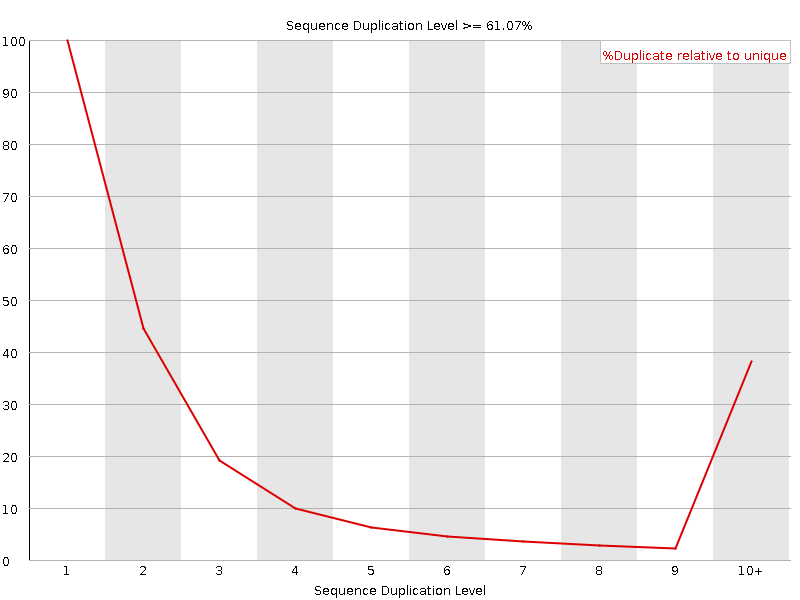 Sequence Duplication Level >= 61.07%
%Duplicate relative to unique
100
90
80
70
60
50
40
30
20
10
0
1 2 3 4 5 6 7 8 9 10+
Sequence Duplication Level